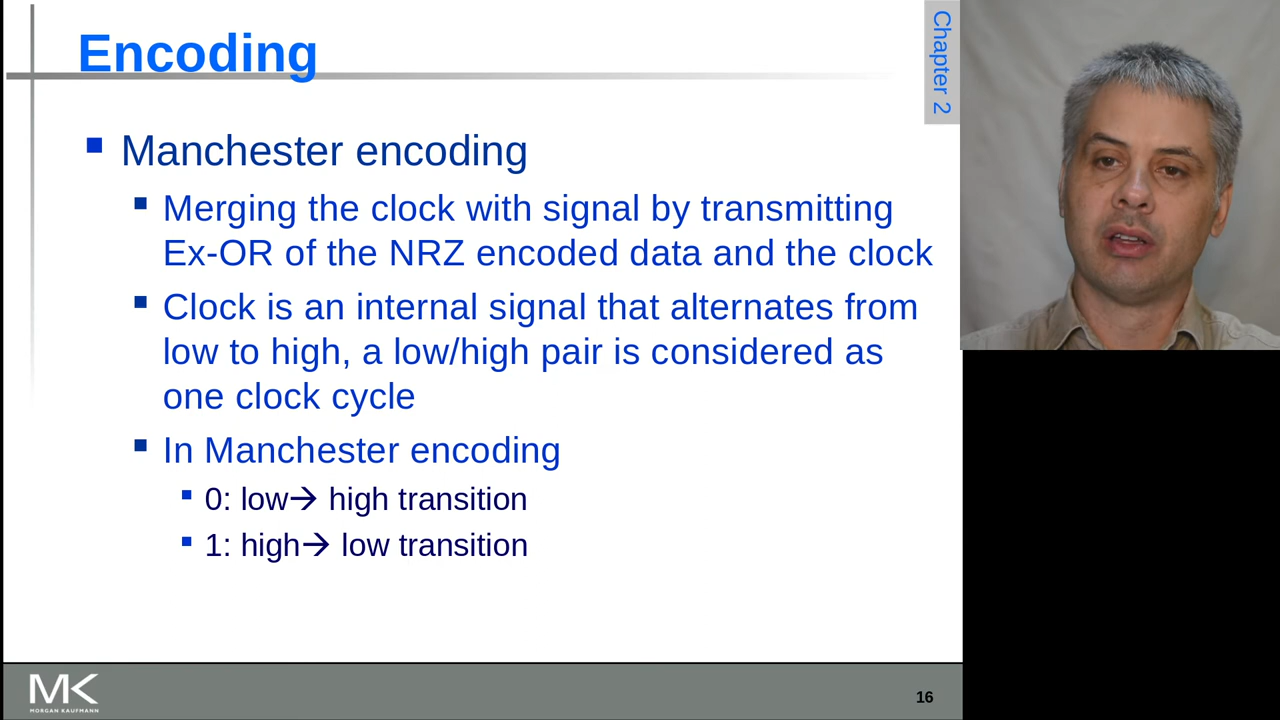 Encoding
Chapter 2
Manchester encoding
Merging the clock with signal by transmitting
Ex-OR of the NRZ encoded data and the clock
Clock is an internal signal that alternates from
low to high, a low/high pair is considered as
one clock cycle
In Manchester encoding
0: low→ high transition
1: high→ low transition
MK
MORGAN KAUFMANN
16